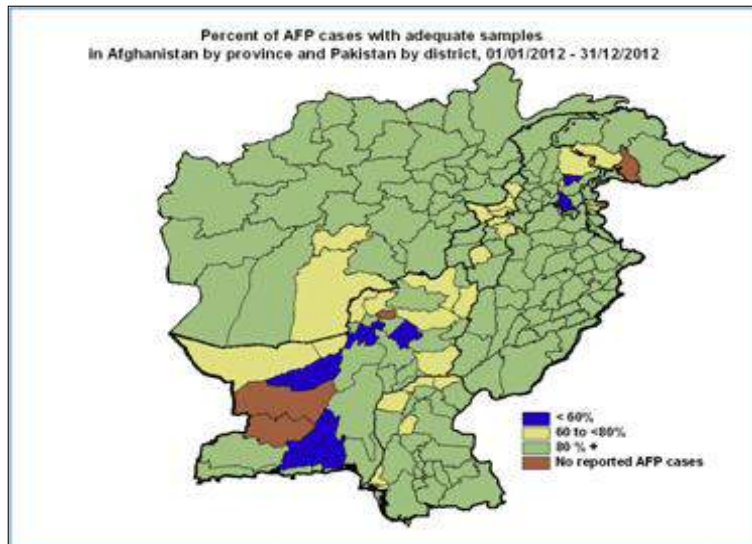 Percent of AFP cases with adequate samples
in Afghanistan by province and Pakistan by district, 01/01/2012 - 31/12/2012
< 60%
60 to <80%
80 % +
No reported AFP cases